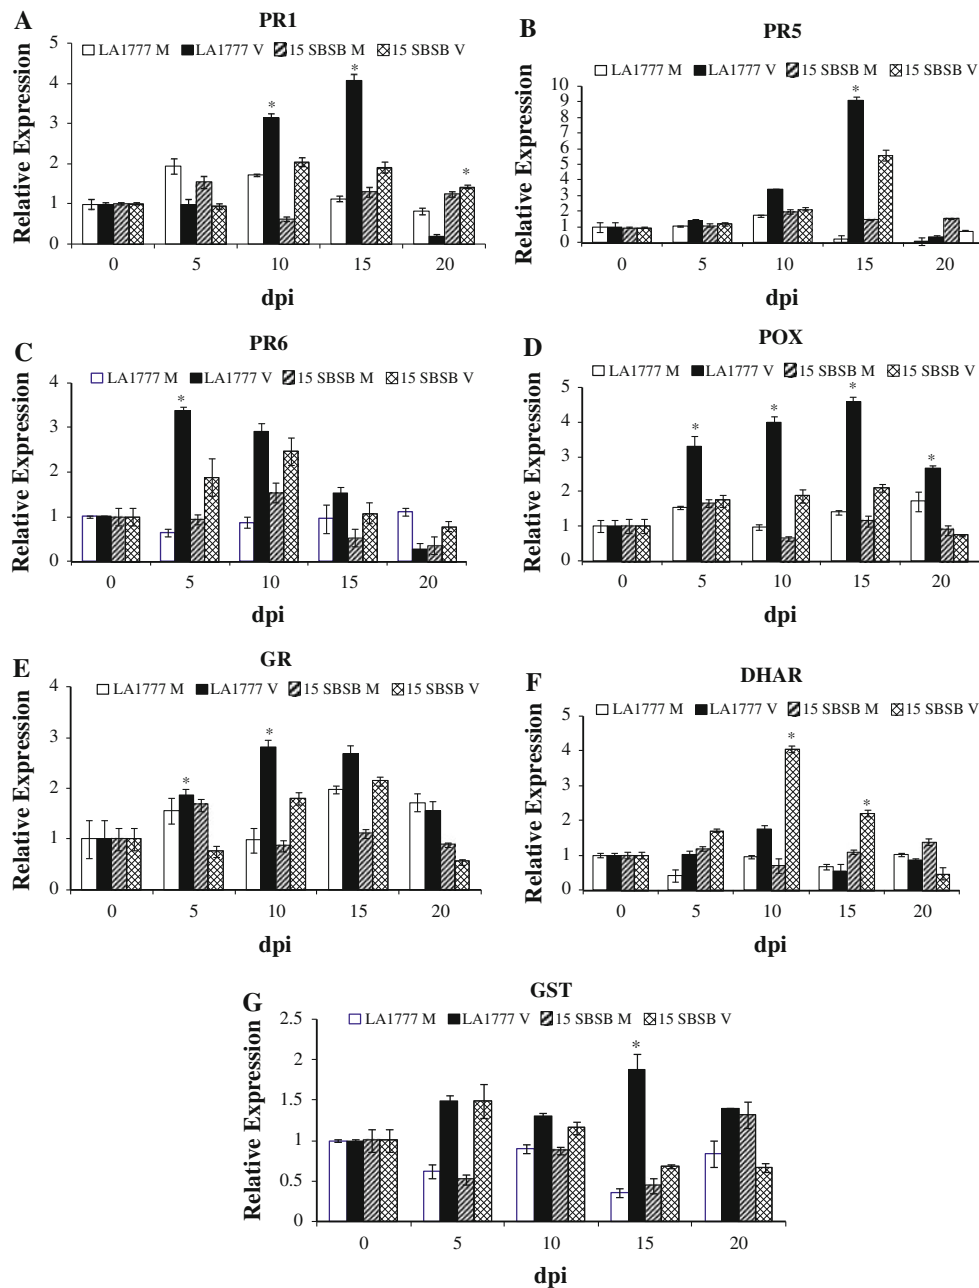 A
PR1
LA1777 M LA1777 V 15 SBSB M 15 SBSB V
Relative Expression
5
4
3
2
1
0
* * *
0 5 10 15 20
dpi
B
PR5
LA1777 M LA1777 V 15 SBSB M 15 SBSB V
Relative Expression
10
9
8
7
6
5
4
3
2
1
0
*
0 5 10 15 20
dpi
C
PR6
LA1777 M LA1777 V 15 SBSB M 15 SBSB V
Relative Expression
4
3
2
1
0
*
0 5 10 15 20
dpi
D
POX
LA1777 M LA1777 V 15 SBSB M 15 SBSB V
Relative Expression
5
4
3
2
1
0
* * * *
0 5 10 15 20
dpi
E
GR
LA1777 M LA1777 V 15 SBSB M 15 SBSB V
Relative Expression
4
3
2
1
0
* *
0 5 10 15 20
dpi
F
DHAR
LA1777 M LA1777 V 15 SBSB M 15 SBSB V
Relative Expression
5
4
3
2
1
0
* *
0 5 10 15 20
dpi
G
GST
LA1777 M LA1777 V 15 SBSB M 15 SBSB V
Relative Expression
2.5
2
1.5
1
0.5
0
*
0 5 10 15 20
dpi